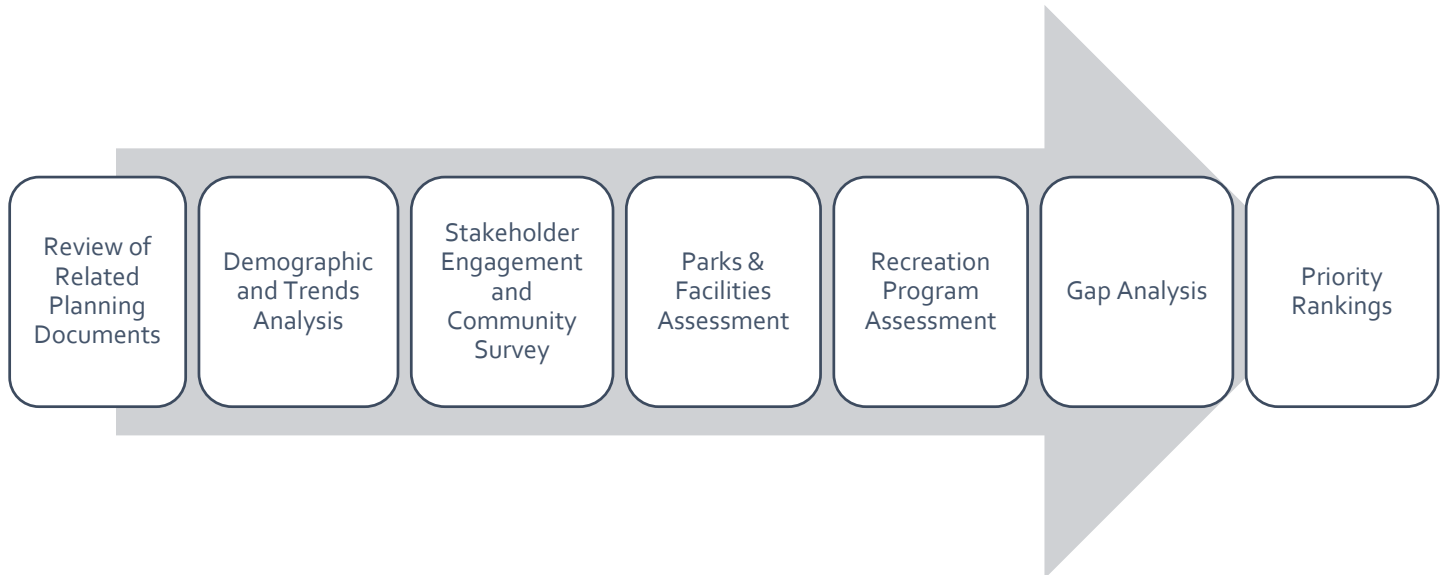 Review of
Related
Planning
Documents
Demographic
and Trends
Analysis
Stakeholder
Engagement
and
Community
Survey
Parks &
Facilities
Assessment
Recreation
Program
Assessment
Gap Analysis
Priority
Rankings